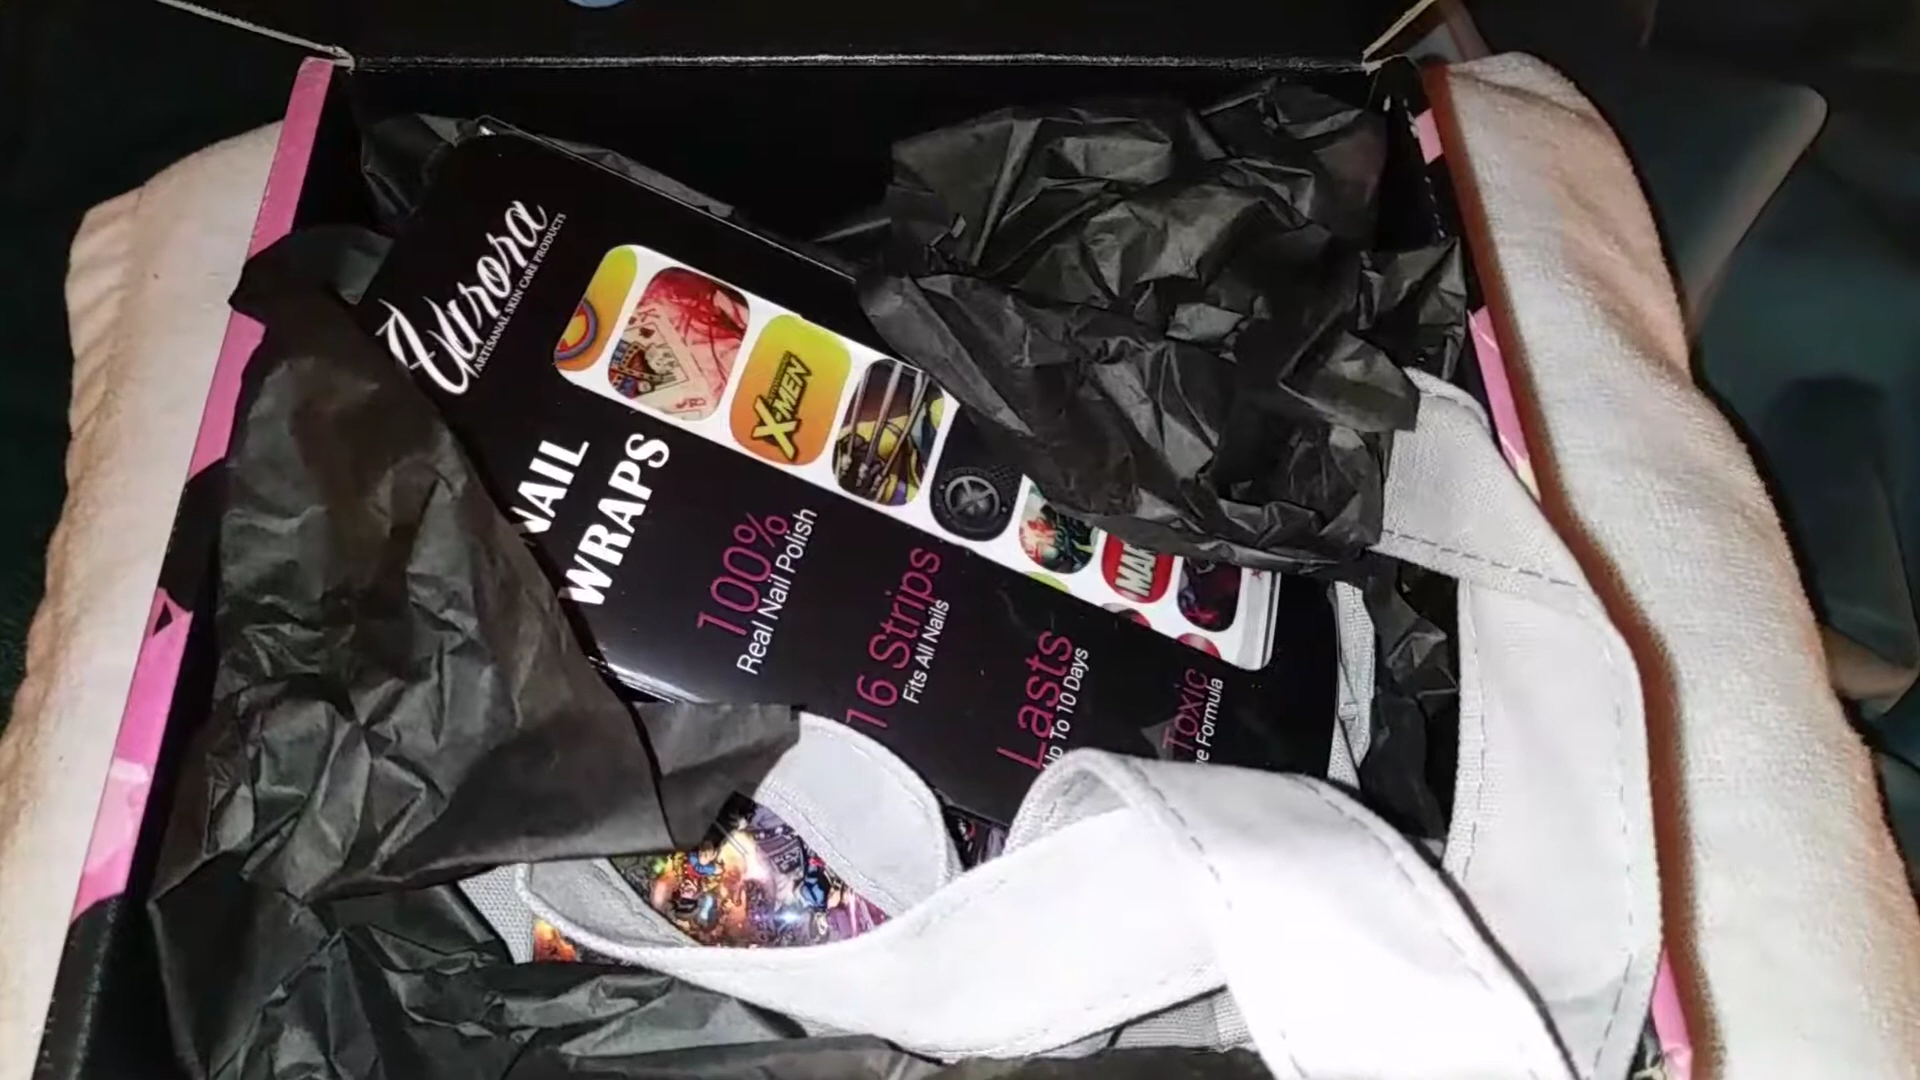 Aurora
ARTISANAL SKIN CARE PRODUCTS
NAIL
WRAPS
X-MEN
MAR
100%
Real Nail Polish
16 Strips
Fits All Nails
Lasts
Up To 10 Days
Toxic
Formula